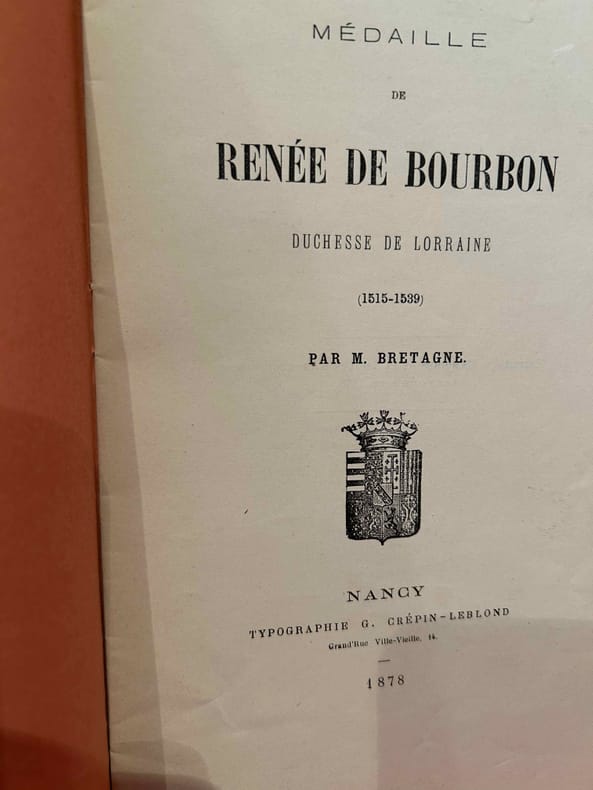 MÉDAILLE
DE
RENÉE DE BOURBON
DUCHESSE DE LORRAINE
(1515-1539)
PAR M. BRETAGNE.
NANCY
TYPOGRAPHIE G. CRÉPIN-LEBLOND
Grand'Rue Ville-Vieille, 14.
1878